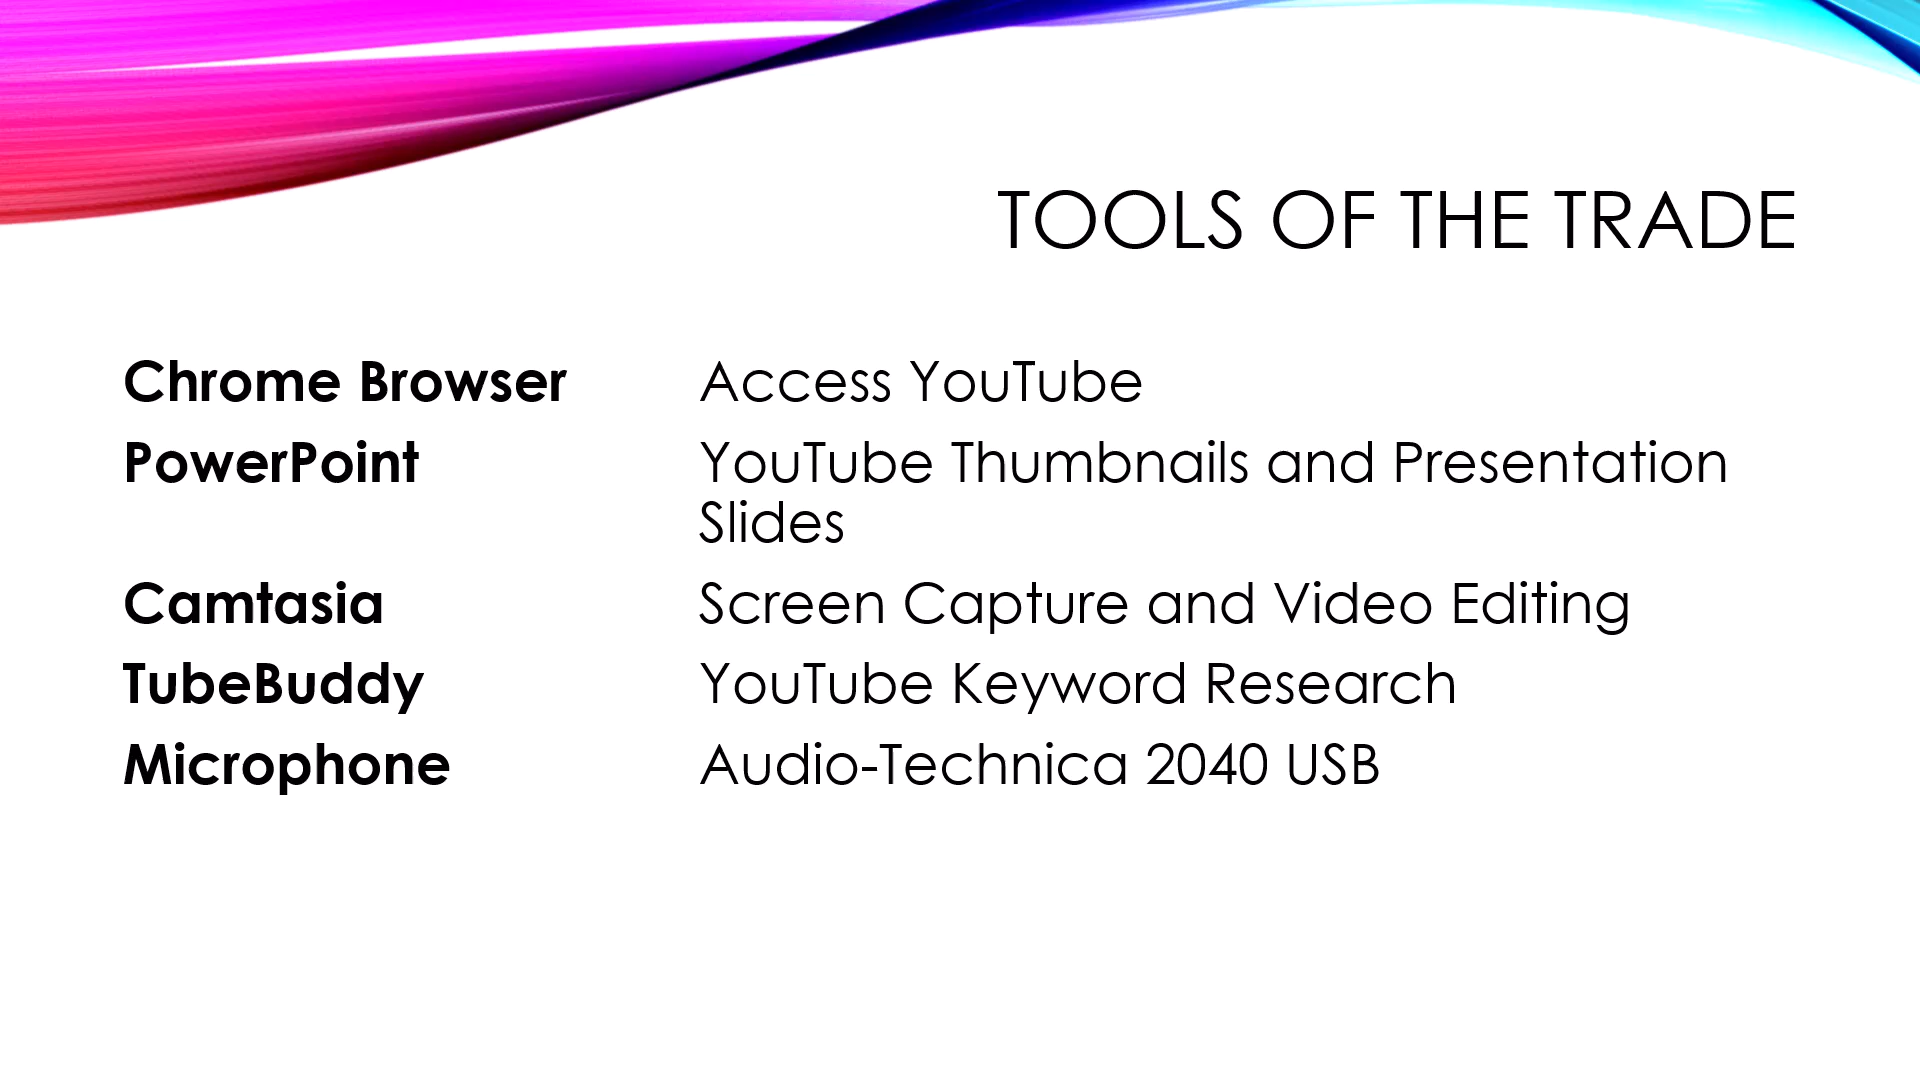 TOOLS OF THE TRADE
Chrome Browser Access YouTube
PowerPoint YouTube Thumbnails and Presentation
Slides
Camtasia Screen Capture and Video Editing
TubeBuddy YouTube Keyword Research
Microphone Audio-Technica 2040 USB